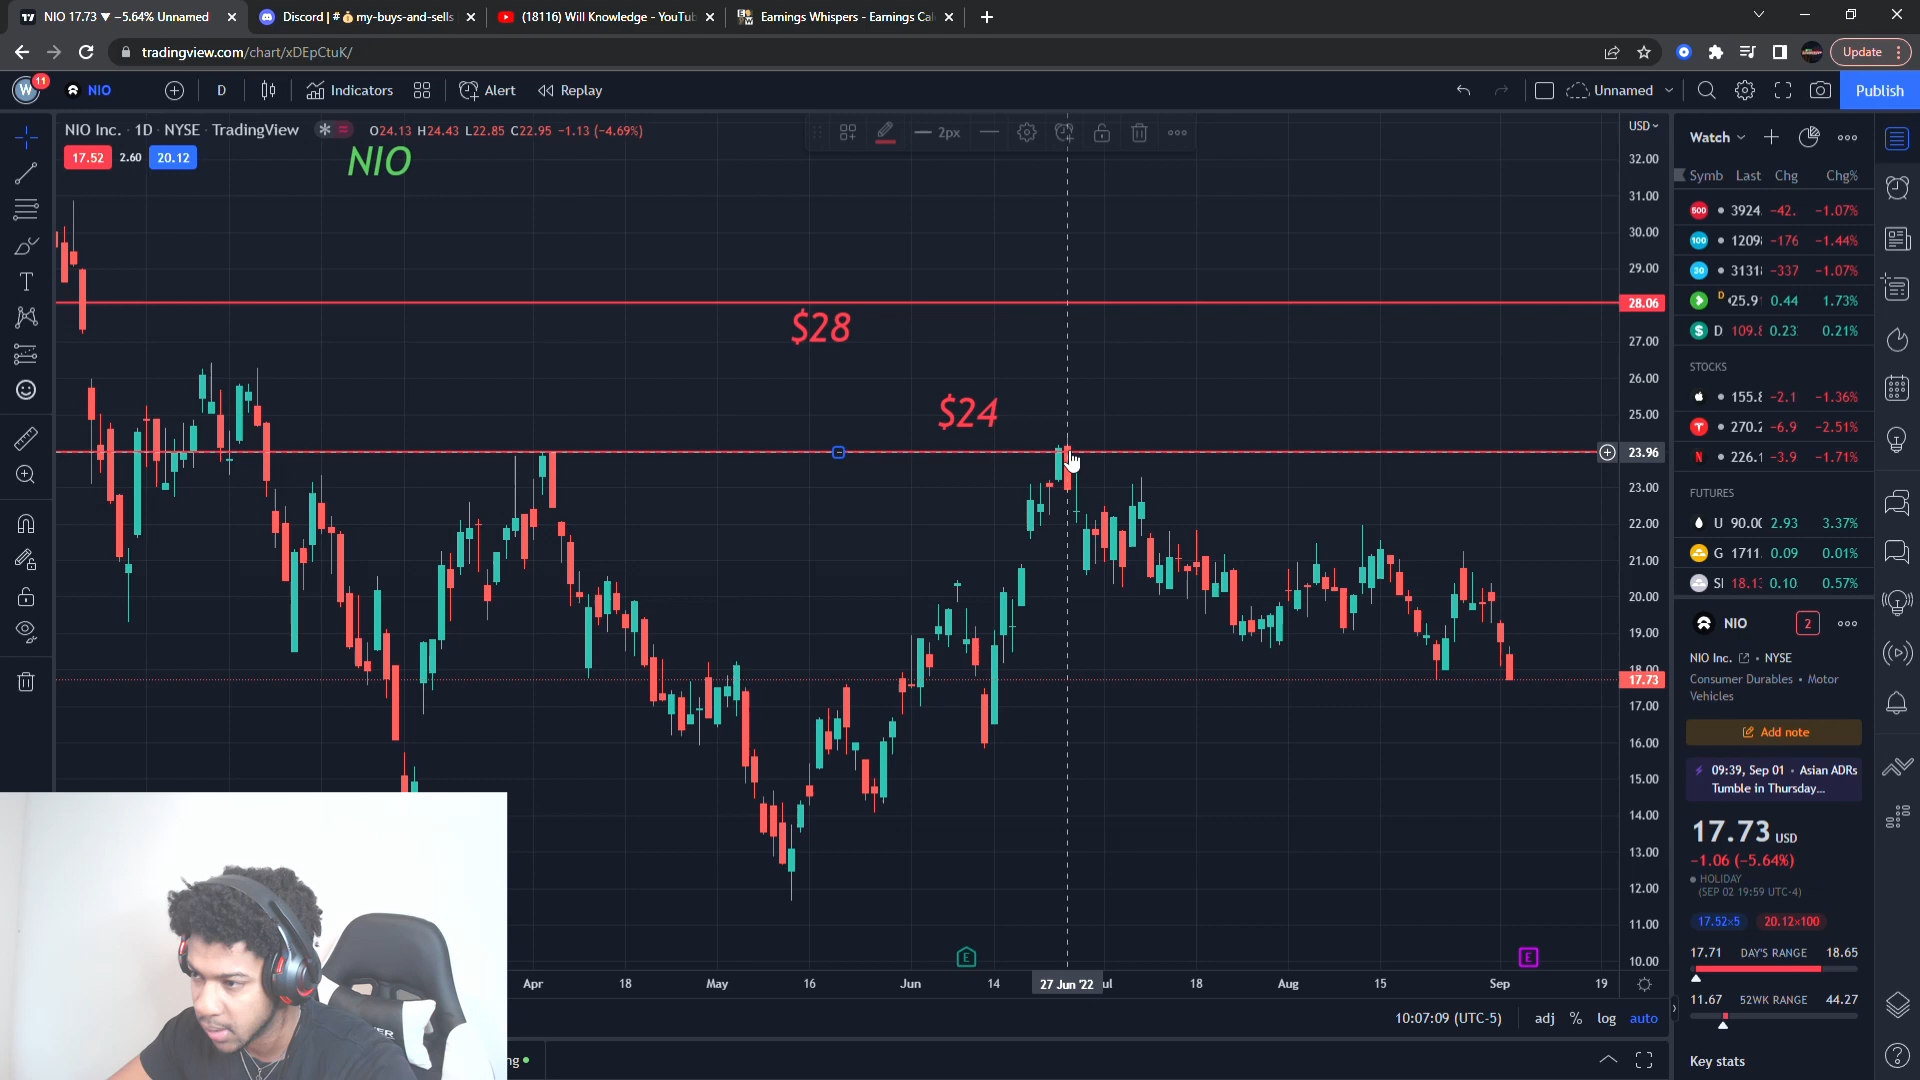 NIO 17.73 ▼ −5.64% Unnamed
Discord | # 💰 my-buys-and-sells
(18116) Will Knowledge - YouTub
Earnings Whispers - Earnings Cal
tradingview.com/chart/xDEpCtuK/
Update
W 11
NIO
D
Indicators
Alert
Replay
Unnamed
Publish
NIO Inc. · 1D · NYSE · TradingView
O24.13 H24.43 L22.85 C22.95 −1.13 (−4.69%)
17.52 2.60 20.12
NIO
2px
USD
32.00
31.00
30.00
29.00
28.06
27.00
26.00
25.00
23.96
23.00
22.00
21.00
20.00
19.00
18.00
17.73
17.00
16.00
15.00
14.00
13.00
12.00
11.00
10.00
$28
$24
E
E
Apr 18 May 16 Jun 14 27 Jun '22 ul 18 Aug 15 Sep 19
10:07:09 (UTC-5) adj % log auto
ng
Watch
Symb Last Chg Chg%
500 3924 −42. −1.07%
100 1209 −176 −1.44%
30 3131 −337 −1.07%
D 25.9 0.44 1.73%
$ D 109.8 0.23 0.21%
STOCKS
155.8 −2.1 −1.36%
270.2 −6.9 −2.51%
N 226.1 −3.9 −1.71%
FUTURES
U 90.00 2.93 3.37%
G 1711. 0.09 0.01%
SI 18.13 0.10 0.57%
NIO 2
NIO Inc. • NYSE
Consumer Durables • Motor
Vehicles
Add note
09:39, Sep 01 • Asian ADRs
Tumble in Thursday...
17.73 USD
−1.06 (−5.64%)
HOLIDAY
(SEP 02 19:59 UTC-4)
17.52×5 20.12×100
17.71 DAY'S RANGE 18.65
11.67 52WK RANGE 44.27
Key stats